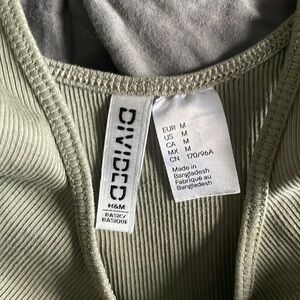 DIVIDED
H&M
BASICS/
BASIQUE
EUR M
US M
CA M
MX M
CN 170/96A
Made in
Bangladesh
Fabriqué au
Bangladesh